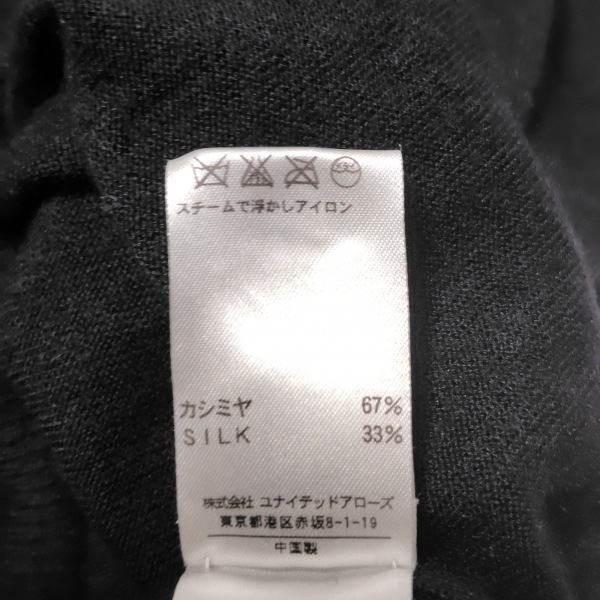 スチームで浮かしアイロン
カシミヤ 67%
SILK 33%
株式会社 ユナイテッドアローズ
東京都港区赤坂8-1-19
中国製